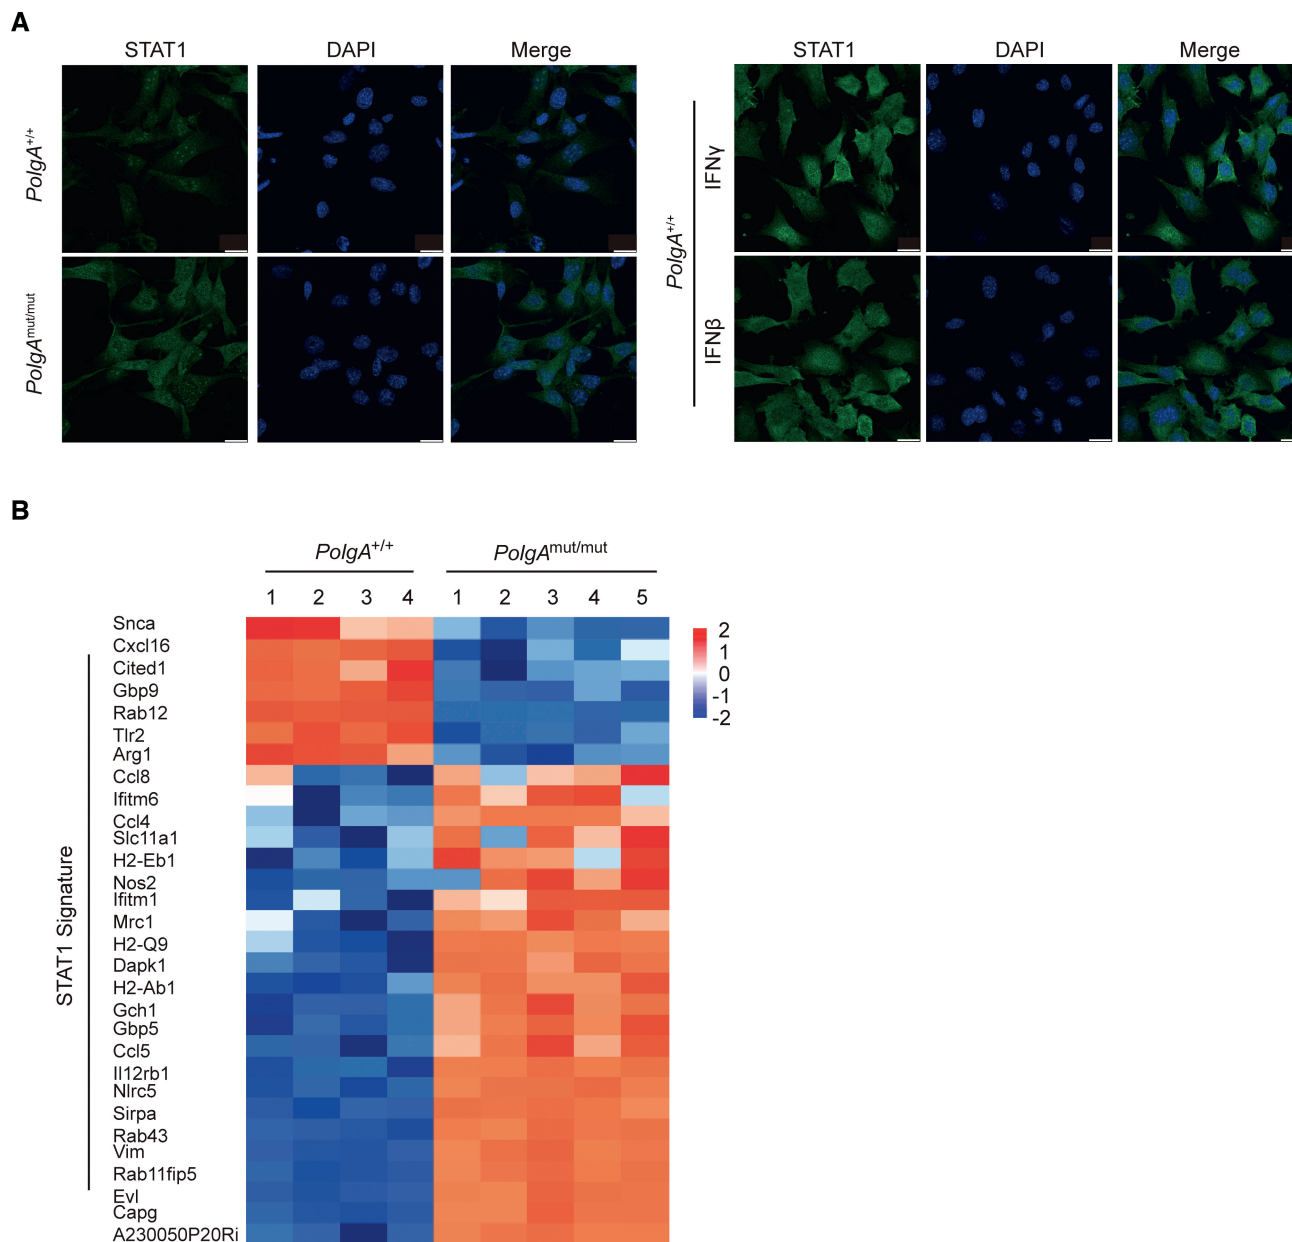 A
STAT1 DAPI Merge STAT1 DAPI Merge
PolgA+/+
PolgAmut/mut
PolgA+/+
IFNγ
IFNβ
B
PolgA+/+ PolgAmut/mut
1 2 3 4 1 2 3 4 5
STAT1 Signature
Snca
Cxcl16
Cited1
Gbp9
Rab12
Tlr2
Arg1
Ccl8
Ifitm6
Ccl4
Slc11a1
H2-Eb1
Nos2
Ifitm1
Mrc1
H2-Q9
Dapk1
H2-Ab1
Gch1
Gbp5
Ccl5
Il12rb1
Nlrc5
Sirpa
Rab43
Vim
Rab11fip5
Evl
Capg
A230050P20Ri
2
1
0
-1
-2